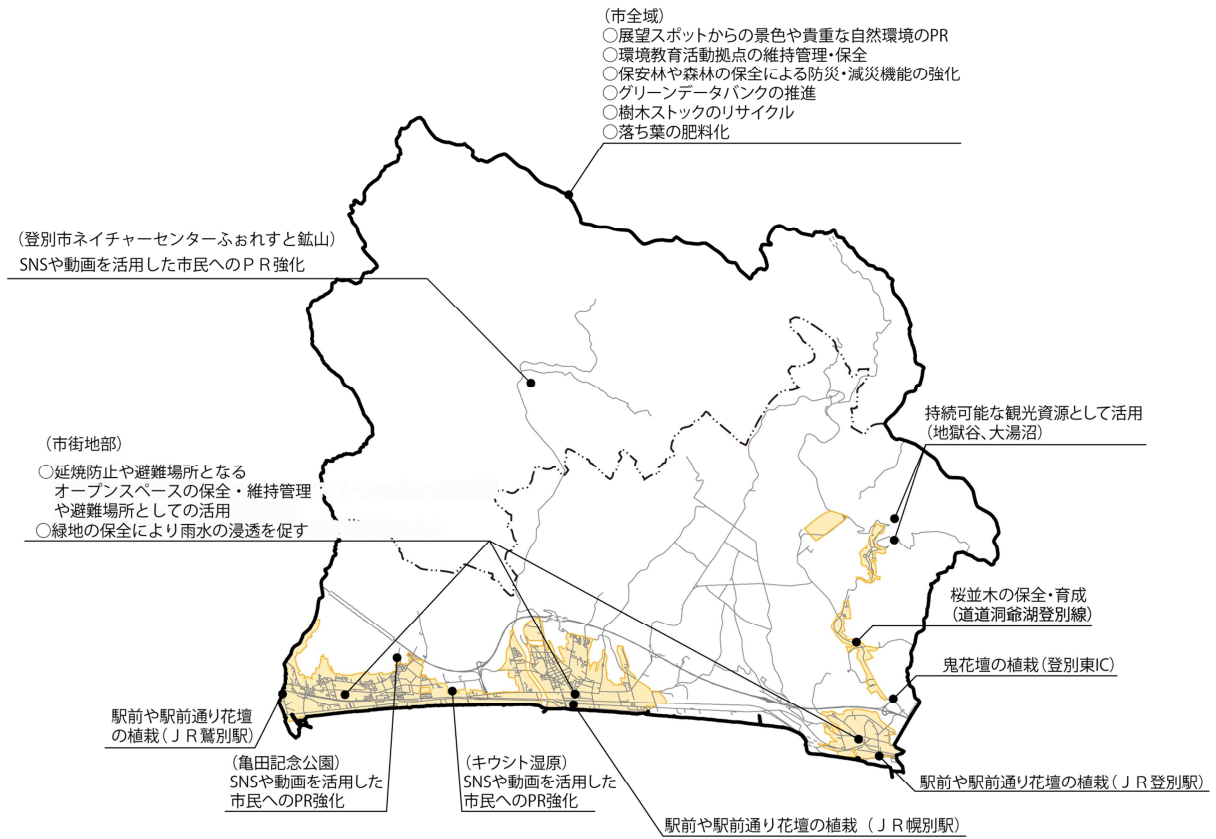 (市全域)
○展望スポットからの景色や貴重な自然環境のPR
○環境教育活動拠点の維持管理・保全
○保安林や森林の保全による防災・減災機能の強化
○グリーンデータバンクの推進
○樹木ストックのリサイクル
○落ち葉の肥料化
(登別市ネイチャーセンターふぉれすと鉱山)
SNSや動画を活用した市民へのＰＲ強化
持続可能な観光資源として活用
(地獄谷、大湯沼)
(市街地部)
○延焼防止や避難場所となる
オープンスペースの保全・維持管理
や避難場所としての活用
○緑地の保全により雨水の浸透を促す
桜並木の保全・育成
(道道洞爺湖登別線)
鬼花壇の植栽(登別東IC)
駅前や駅前通り花壇
の植栽(ＪＲ鷲別駅)
(亀田記念公園)
SNSや動画を活用した
市民へのPR強化
(キウシト湿原)
SNSや動画を活用した
市民へのPR強化
駅前や駅前通り花壇の植栽(ＪＲ登別駅)
駅前や駅前通り花壇の植栽（ＪＲ幌別駅）